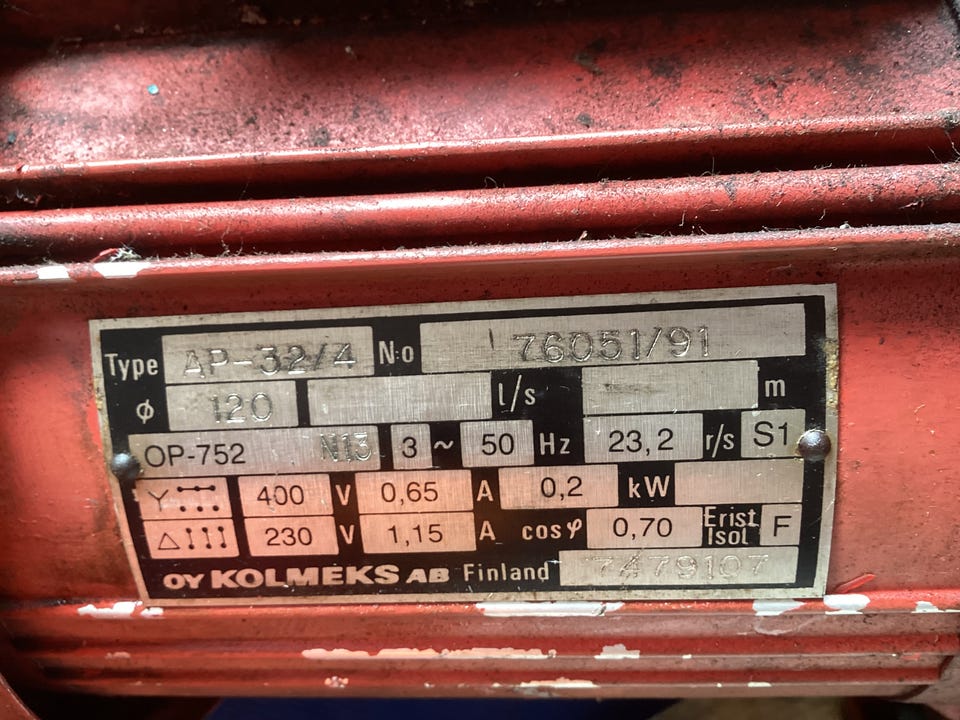 Type AP-32/4 N:o 76051/91
ϕ 120 l/s m
OP-752 N13 3 ~ 50 Hz 23,2 r/s S1
Y 400 V 0,65 A 0,2 kW
Δ 230 V 1,15 A cosφ 0,70 Erist. Isol F
OY KOLMEKS AB Finland 7479107